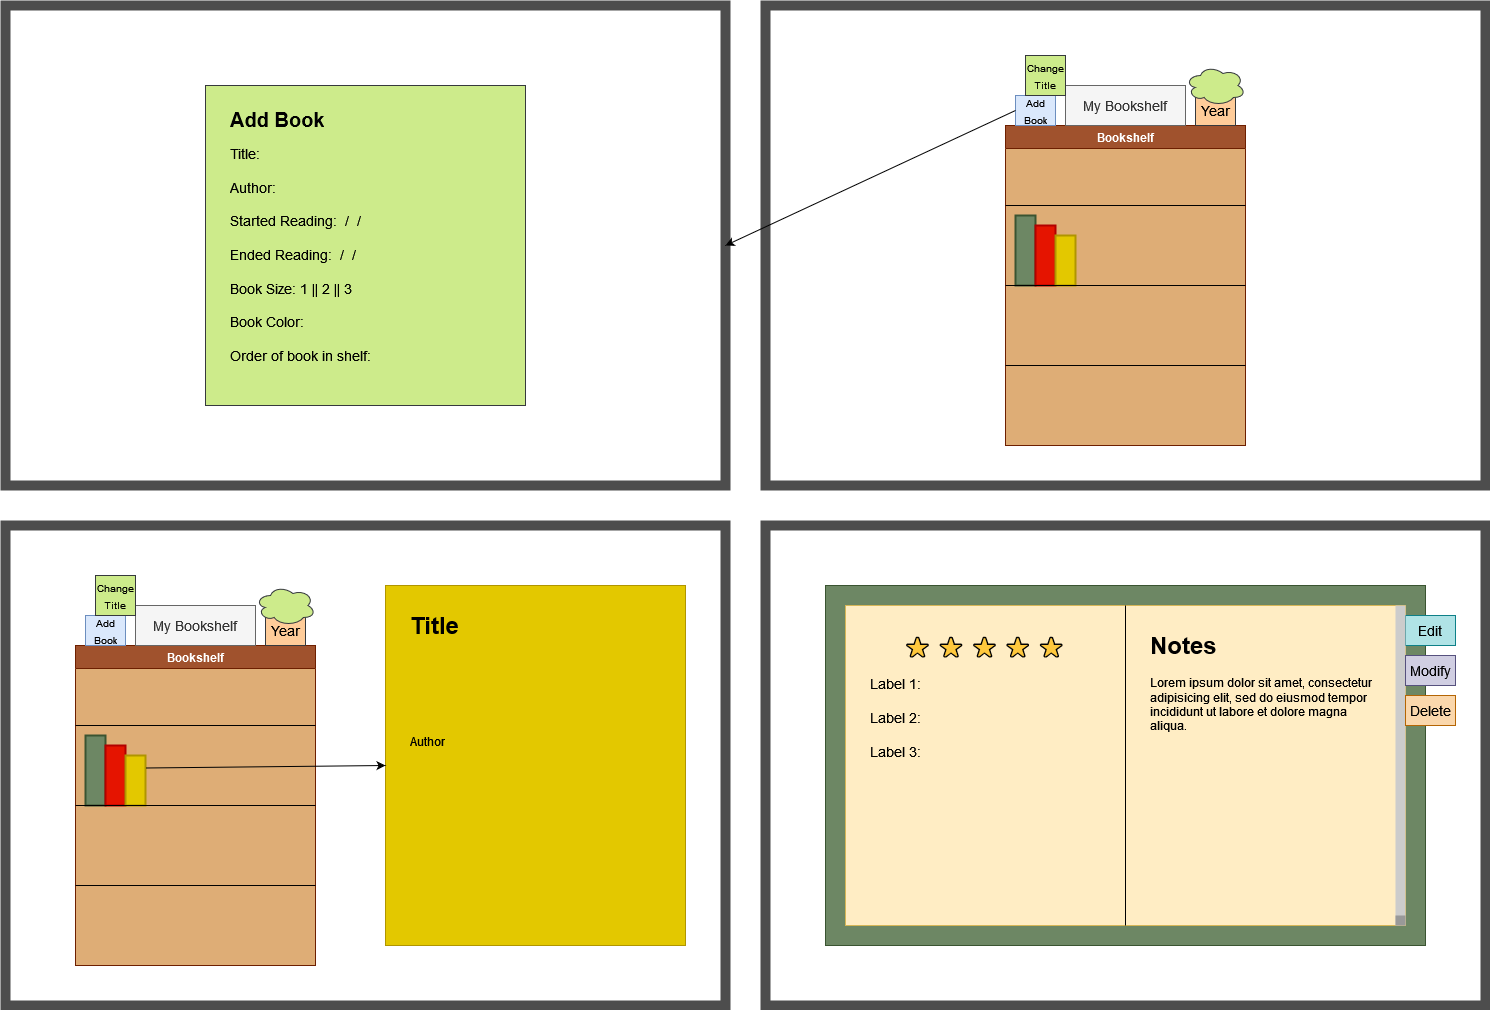 Add Book
Title:
Author:
Started Reading:  /  /
Ended Reading:  /  /
Book Size: 1 || 2 || 3
Book Color:
Order of book in shelf:
Change
Title
Add
Book
My Bookshelf
Year
Bookshelf
Change
Title
Add
Book
My Bookshelf
Year
Bookshelf
Title
Author
Label 1:
Label 2:
Label 3:
Notes
Lorem ipsum dolor sit amet, consectetur
adipisicing elit, sed do eiusmod tempor
incididunt ut labore et dolore magna
aliqua.
Edit
Modify
Delete